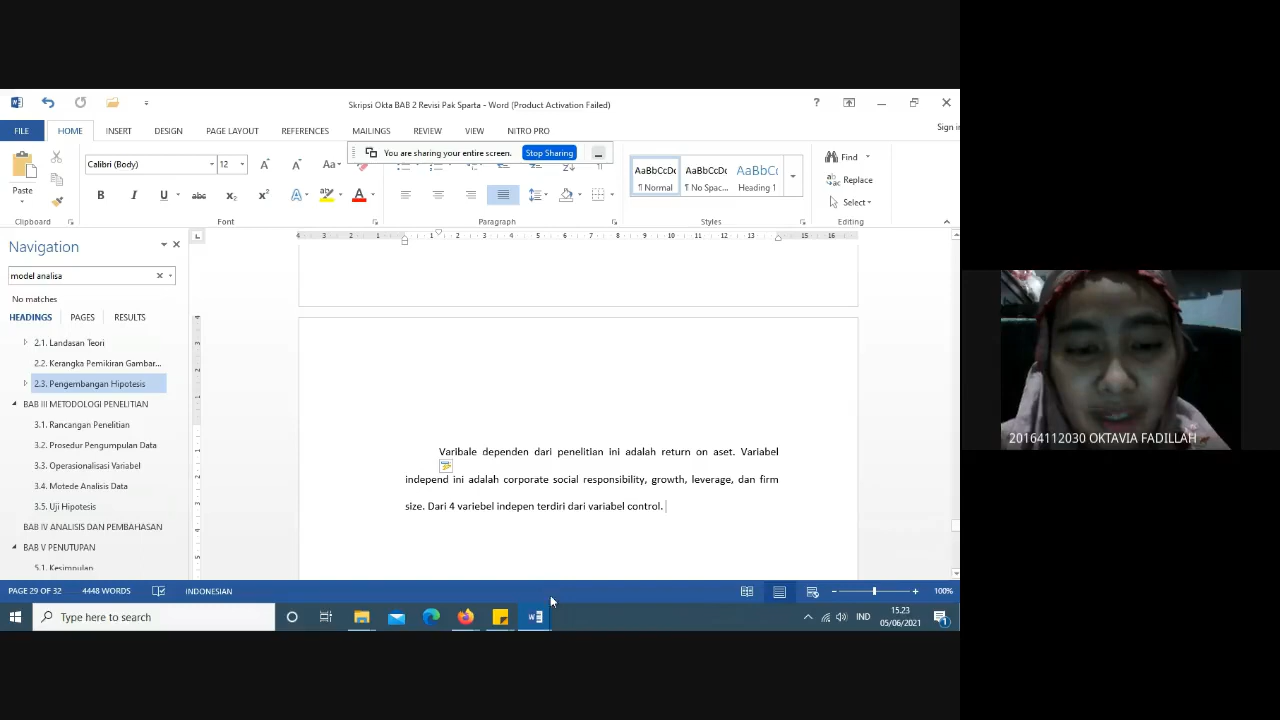 Skripsi Okta BAB 2 Revisi Pak Sparta - Word (Product Activation Failed)
FILE HOME INSERT DESIGN PAGE LAYOUT REFERENCES MAILINGS REVIEW VIEW NITRO PRO Sign in
You are sharing your entire screen. Stop Sharing
Paste
Calibri (Body) 12
AaBbCcDc AaBbCcDc AaBbCc
¶ Normal ¶ No Spac... Heading 1
Find
Replace
Select
Clipboard Font Paragraph Styles Editing
Navigation
model analisa
No matches
HEADINGS PAGES RESULTS
2.1. Landasan Teori
2.2. Kerangka Pemikiran Gambar...
2.3. Pengembangan Hipotesis
BAB III METODOLOGI PENELITIAN
3.1. Rancangan Penelitian
3.2. Prosedur Pengumpulan Data
3.3. Operasionalisasi Variabel
3.4. Motede Analisis Data
3.5. Uji Hipotesis
BAB IV ANALISIS DAN PEMBAHASAN
BAB V PENUTUPAN
5.1. Kesimpulan
Varibale dependen dari penelitian ini adalah return on aset. Variabel
independ ini adalah corporate social responsibility, growth, leverage, dan firm
size. Dari 4 variebel indepen terdiri dari variabel control.
20164112030 OKTAVIA FADILLAH
PAGE 29 OF 32 4448 WORDS INDONESIAN 100%
Type here to search
IND
15.23
05/06/2021